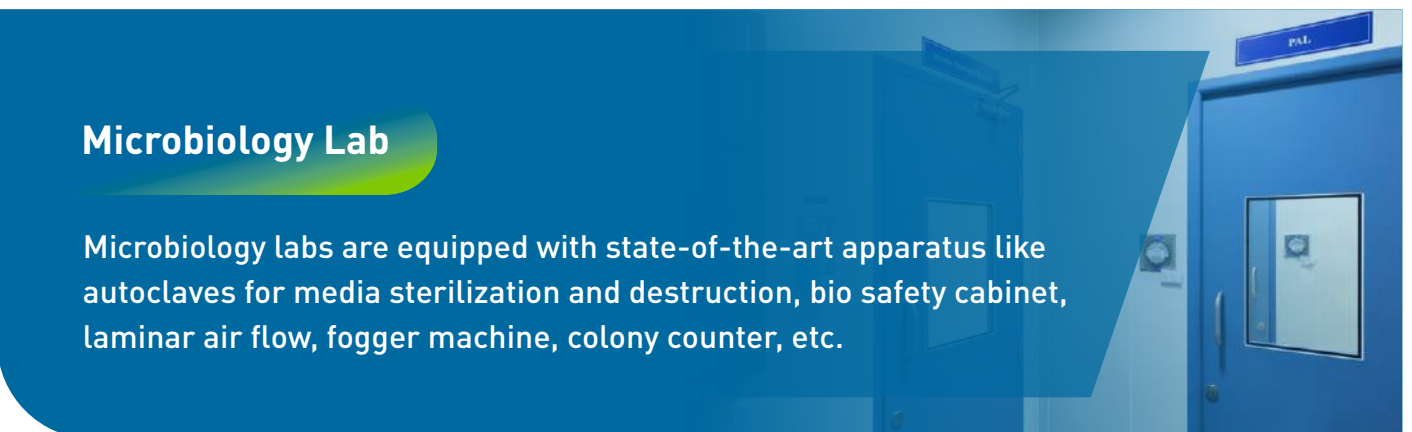 PAL
Microbiology Lab
Microbiology labs are equipped with state-of-the-art apparatus like
autoclaves for media sterilization and destruction, bio safety cabinet,
laminar air flow, fogger machine, colony counter, etc.